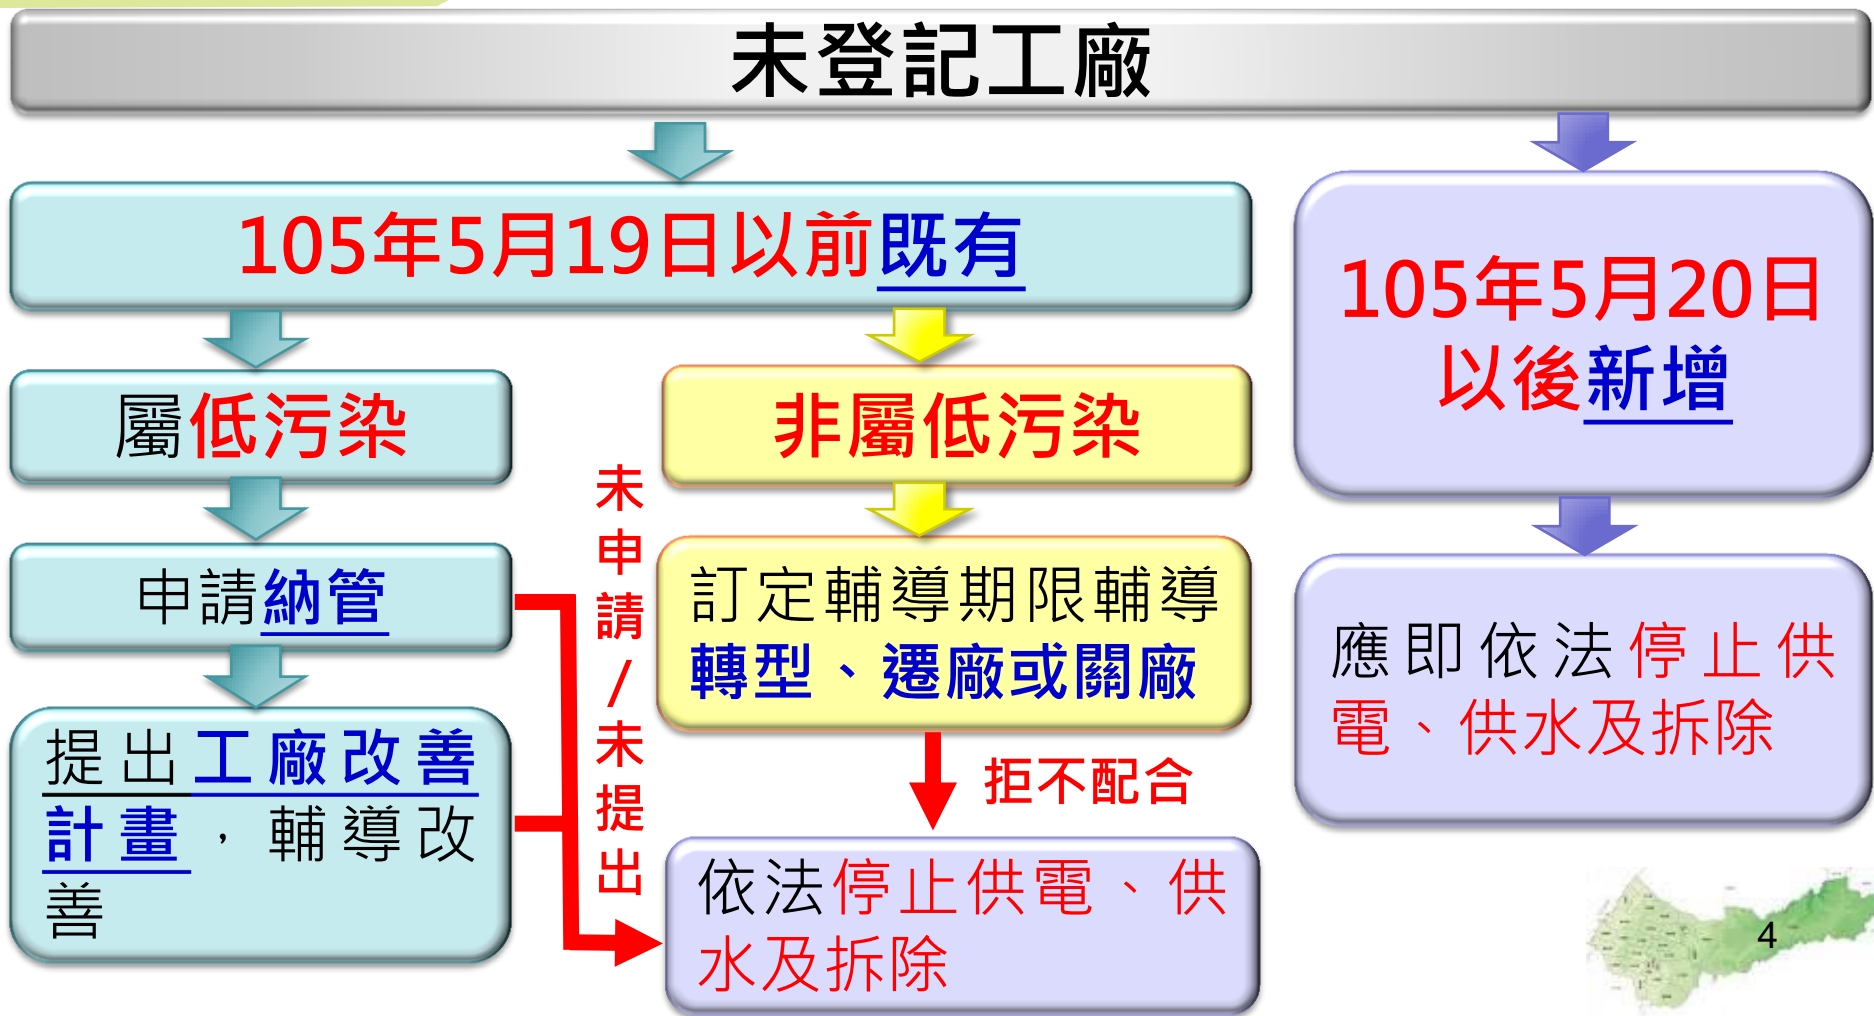 未登記工廠
105年5月19日以前既有
屬低污染
申請納管
提出工廠改善
計畫，輔導改
善
未申請/未提出
非屬低污染
訂定輔導期限輔導
轉型、遷廠或關廠
拒不配合
依法停止供電、供
水及拆除
105年5月20日
以後新增
應即依法停止供
電、供水及拆除
4